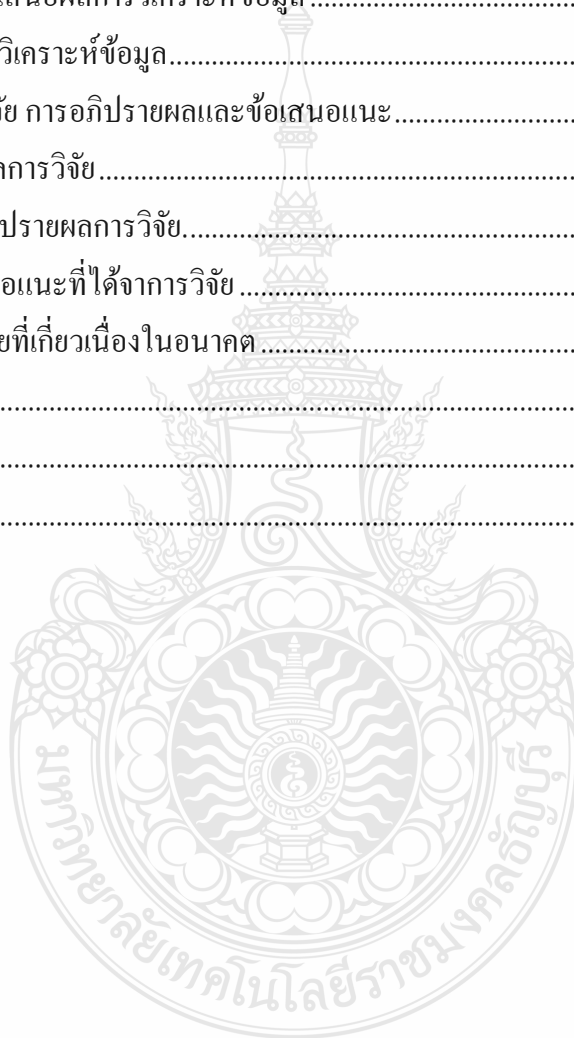 วิเคราะห์ข้อมูล
การอภิปรายผลและข้อเสนอแนะ
การวิจัย
ปรายผลการวิจัย
อแนะที่ได้จาการวิจัย
ที่เกี่ยวเนื่องในอนาคต
มหาวิทยาลัยเทคโนโลยีราชมงคลธัญบุรี